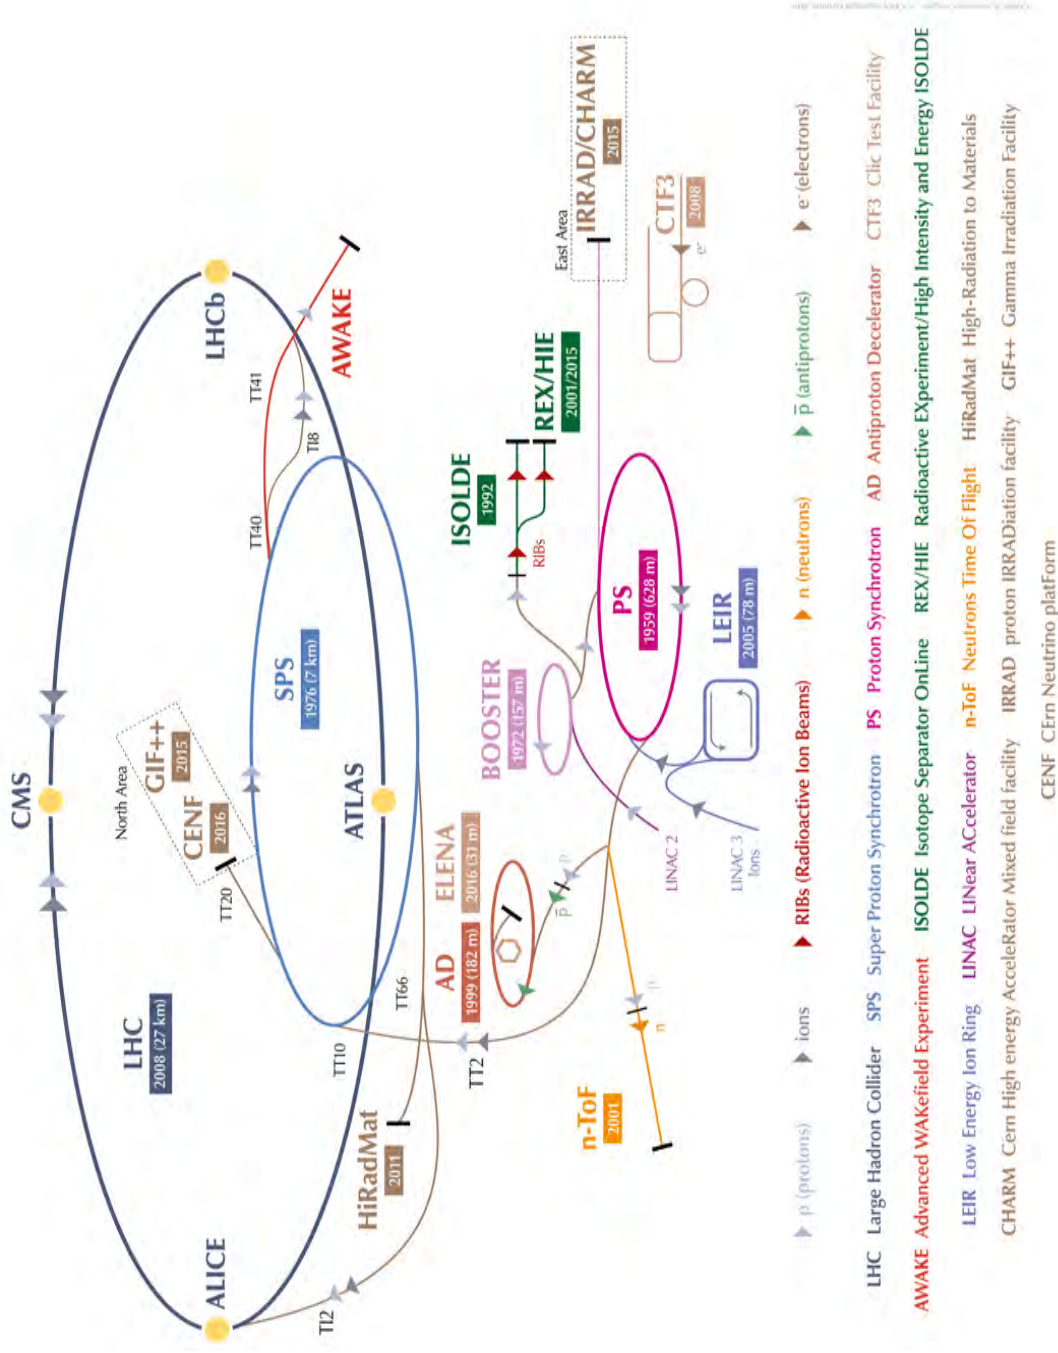 CMS
North Area
LHC
2008 (27 km)
GIF++
2015
CENF
2016
TT20
ALICE
LHCb
TT40
TT41
SPS
1976 (7 km)
TI8
AWAKE
TI2
TT10
ATLAS
HiRadMat
2011
TT66
TT2
AD
1999 (182 m)
ELENA
2016 (31 m)
BOOSTER
1972 (157 m)
ISOLDE
1992
RIBs
REX/HIE
2001/2015
East Area
IRRAD/CHARM
2015
p
p̅
n-ToF
2001
n
p
PS
1959 (628 m)
CTF3
2008
e-
LINAC 2
LINAC 3
Ions
LEIR
2005 (78 m)
p (protons) ions RIBs (Radioactive Ion Beams) n (neutrons) p̅ (antiprotons) e- (electrons)
LHC Large Hadron Collider SPS Super Proton Synchrotron PS Proton Synchrotron AD Antiproton Decelerator CTF3 Clic Test Facility
AWAKE Advanced WAKefield Experiment ISOLDE Isotope Separator OnLine REX/HIE Radioactive Experiment/High Intensity and Energy ISOLDE
LEIR Low Energy Ion Ring LINAC LINear ACcelerator n-ToF Neutrons Time Of Flight HiRadMat High-Radiation to Materials
CHARM Cern High energy AcceleRator Mixed field facility IRRAD proton IRRADiation facility GIF++ Gamma Irradiation Facility
CENF CErn Neutrino platForm